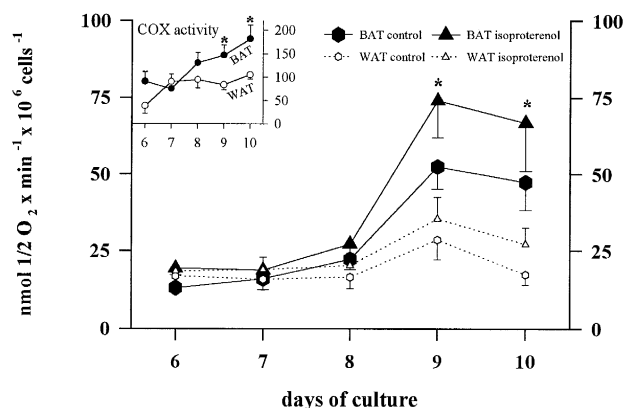 100
75
50
25
0
nmol 1/2 O2 x min -1 x 10 6 cells -1
COX activity
* *
BAT
WAT
200
150
100
50
0
6 7 8 9 10
BAT control BAT isoproterenol
WAT control WAT isoproterenol
* *
100
75
50
25
0
6 7 8 9 10
days of culture